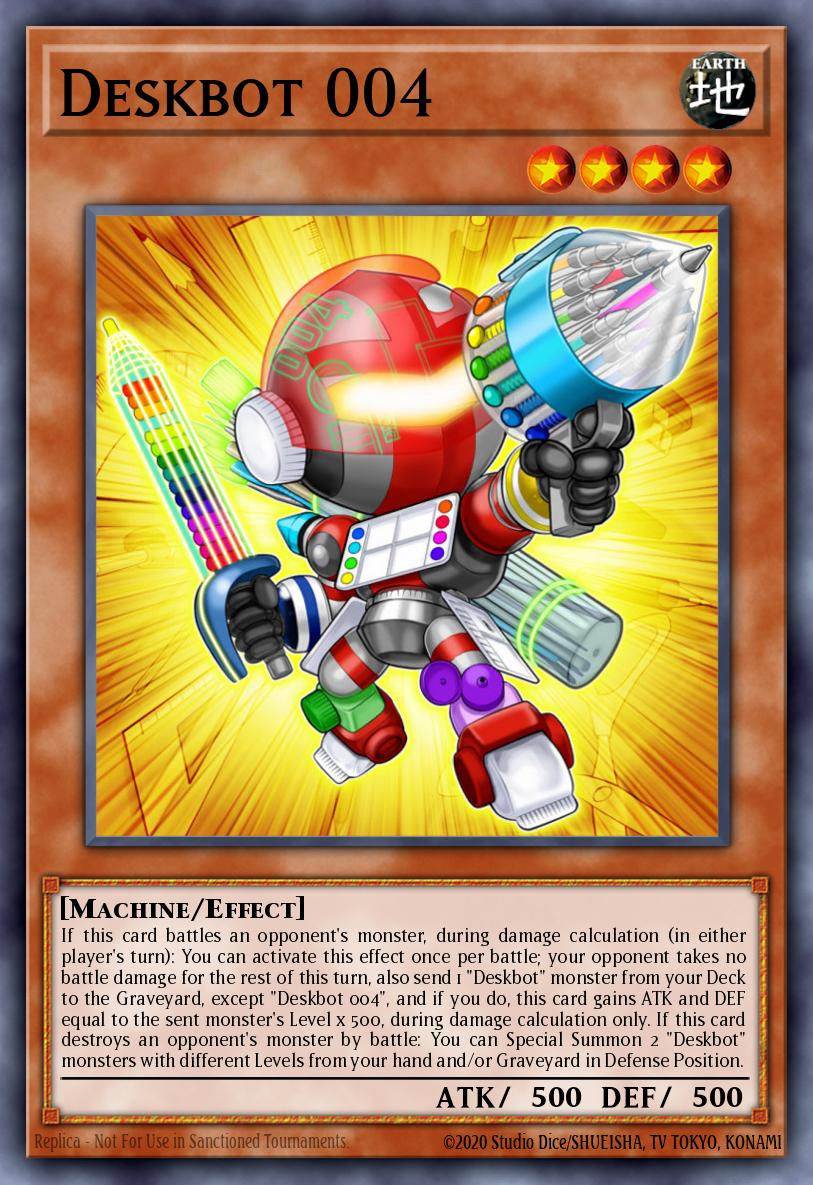 Deskbot 004
EARTH
地
004
[Machine/Effect]
If this card battles an opponent's monster, during damage calculation (in either
player's turn): You can activate this effect once per battle; your opponent takes no
battle damage for the rest of this turn, also send 1 "Deskbot" monster from your Deck
to the Graveyard, except "Deskbot 004", and if you do, this card gains ATK and DEF
equal to the sent monster's Level x 500, during damage calculation only. If this card
destroys an opponent's monster by battle: You can Special Summon 2 "Deskbot"
monsters with different Levels from your hand and/or Graveyard in Defense Position.
ATK/ 500 DEF/ 500
Replica - Not For Use in Sanctioned Tournaments.
©2020 Studio Dice/SHUEISHA, TV TOKYO, KONAMI